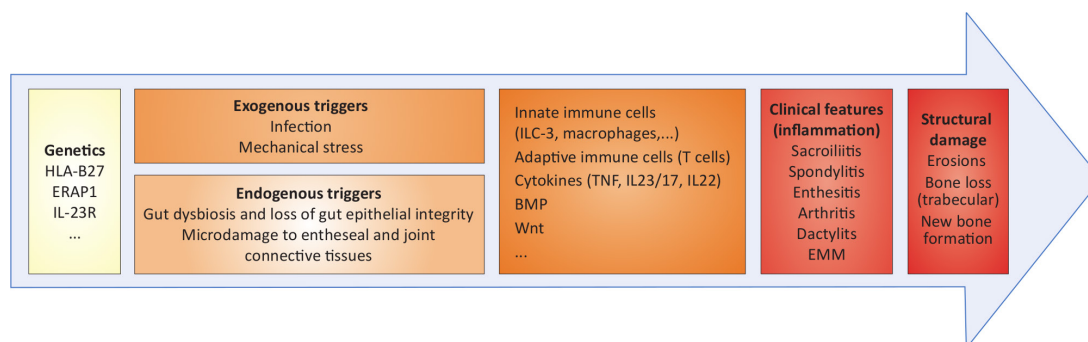 Genetics
HLA-B27
ERAP1
IL-23R
...
Exogenous triggers
Infection
Mechanical stress
Endogenous triggers
Gut dysbiosis and loss of gut epithelial integrity
Microdamage to entheseal and joint
connective tissues
Innate immune cells
(ILC-3, macrophages,...)
Adaptive immune cells (T cells)
Cytokines (TNF, IL23/17, IL22)
BMP
Wnt
...
Clinical features
(inflammation)
Sacroiliitis
Spondylitis
Enthesitis
Arthritis
Dactylits
EMM
Structural
damage
Erosions
Bone loss
(trabecular)
New bone
formation